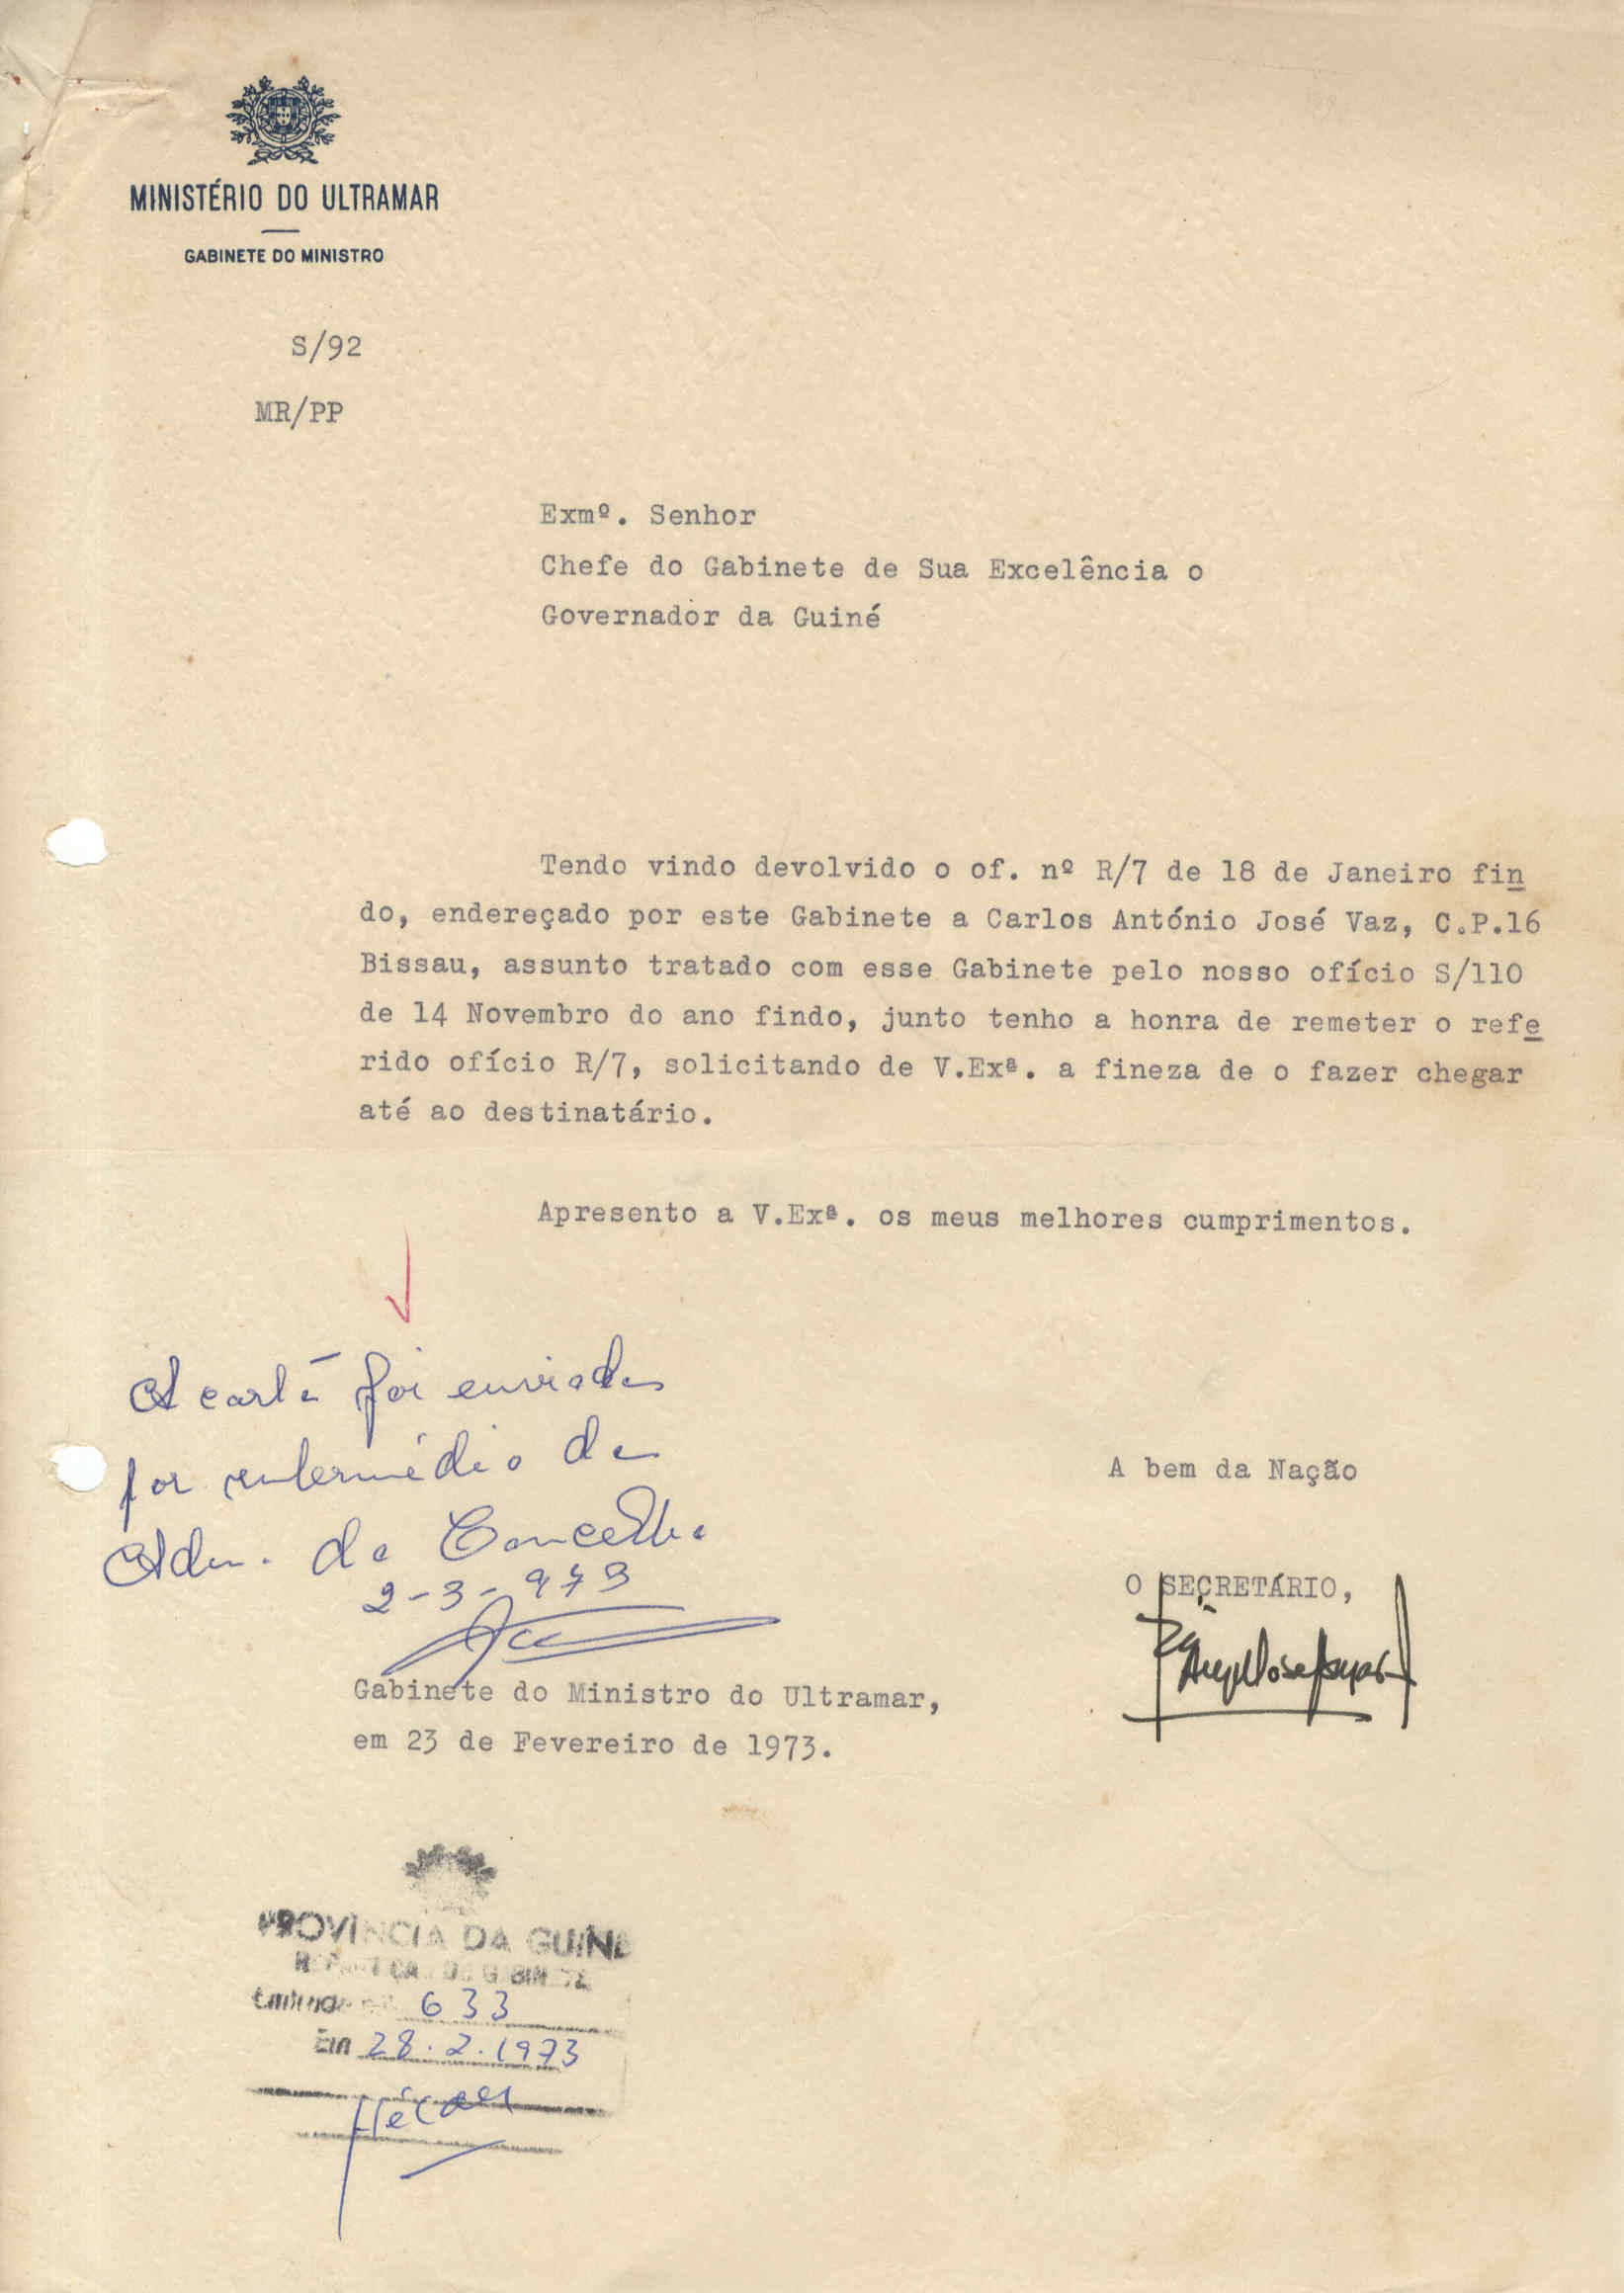 MINISTÉRIO DO ULTRAMAR
GABINETE DO MINISTRO
S/92
MR/PP
Exmº. Senhor
Chefe do Gabinete de Sua Excelência o
Governador da Guiné
Tendo vindo devolvido o of. nº R/7 de 18 de Janeiro fin
do, endereçado por este Gabinete a Carlos António José Vaz, C.P.16
Bissau, assunto tratado com esse Gabinete pelo nosso ofício S/110
de 14 Novembro do ano findo, junto tenho a honra de remeter o refe
rido ofício R/7, solicitando de V.Exª. a fineza de o fazer chegar
até ao destinatário.
Apresento a V.Exª. os meus melhores cumprimentos.
A carta foi enviada
por intermédio da
Adm. do Concelho
2-3-973
A bem da Nação
O SECRETÁRIO,
Gabinete do Ministro do Ultramar,
em 23 de Fevereiro de 1973.
PROVÍNCIA DA GUINÉ
REPARTIÇÃO DO GABINETE
Entrada nº 633
Em 28.2.1973